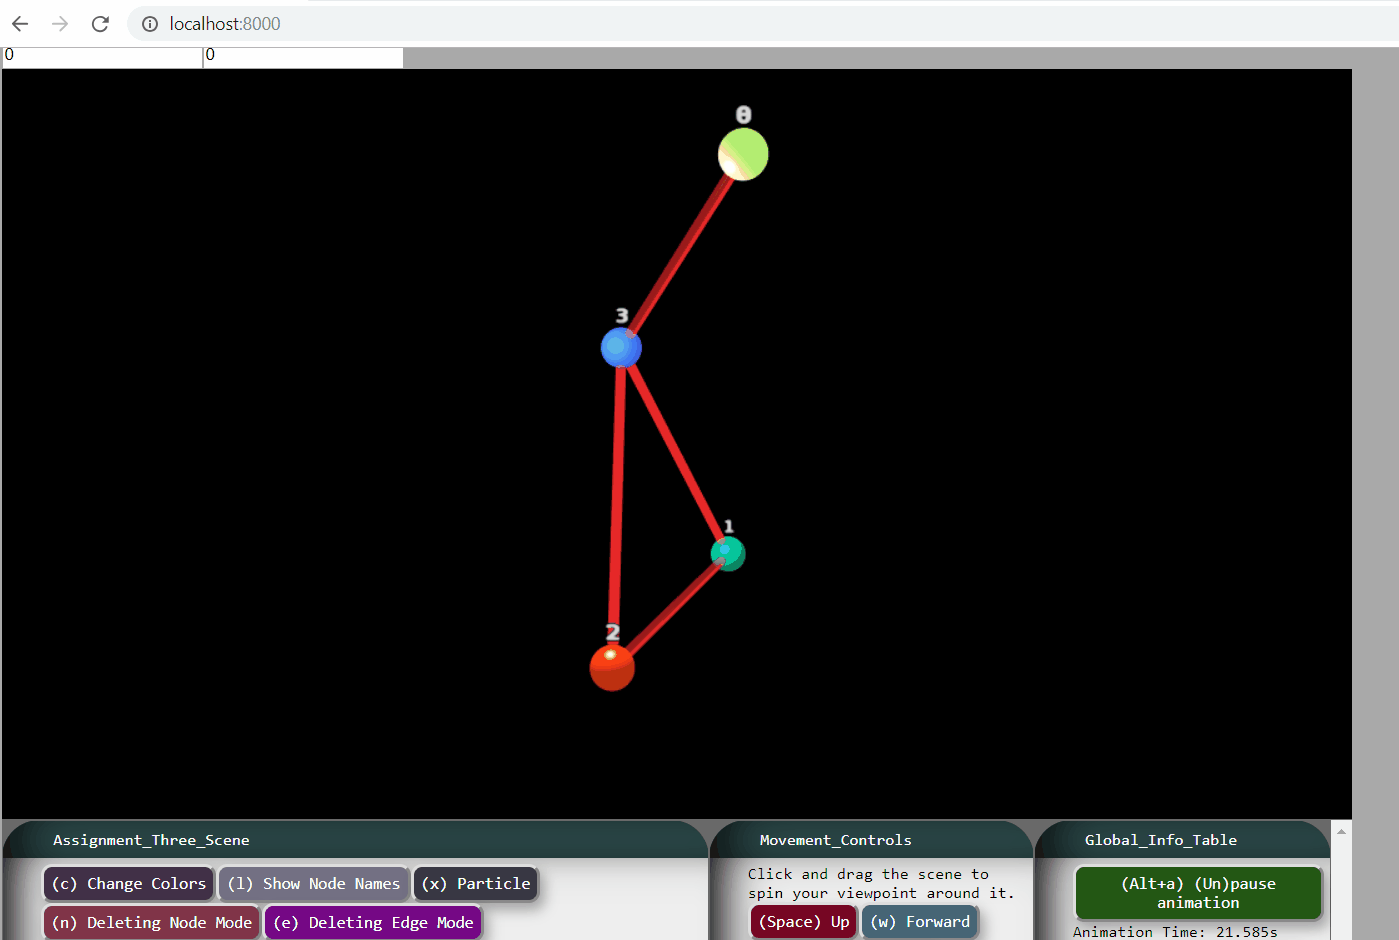 localhost:8000
0 0
0
3
1
2
Assignment_Three_Scene
(c) Change Colors (l) Show Node Names (x) Particle
(n) Deleting Node Mode (e) Deleting Edge Mode
Movement_Controls
Click and drag the scene to
spin your viewpoint around it.
(Space) Up (w) Forward
Global_Info_Table
(Alt+a) (Un)pause
animation
Animation Time: 21.585s